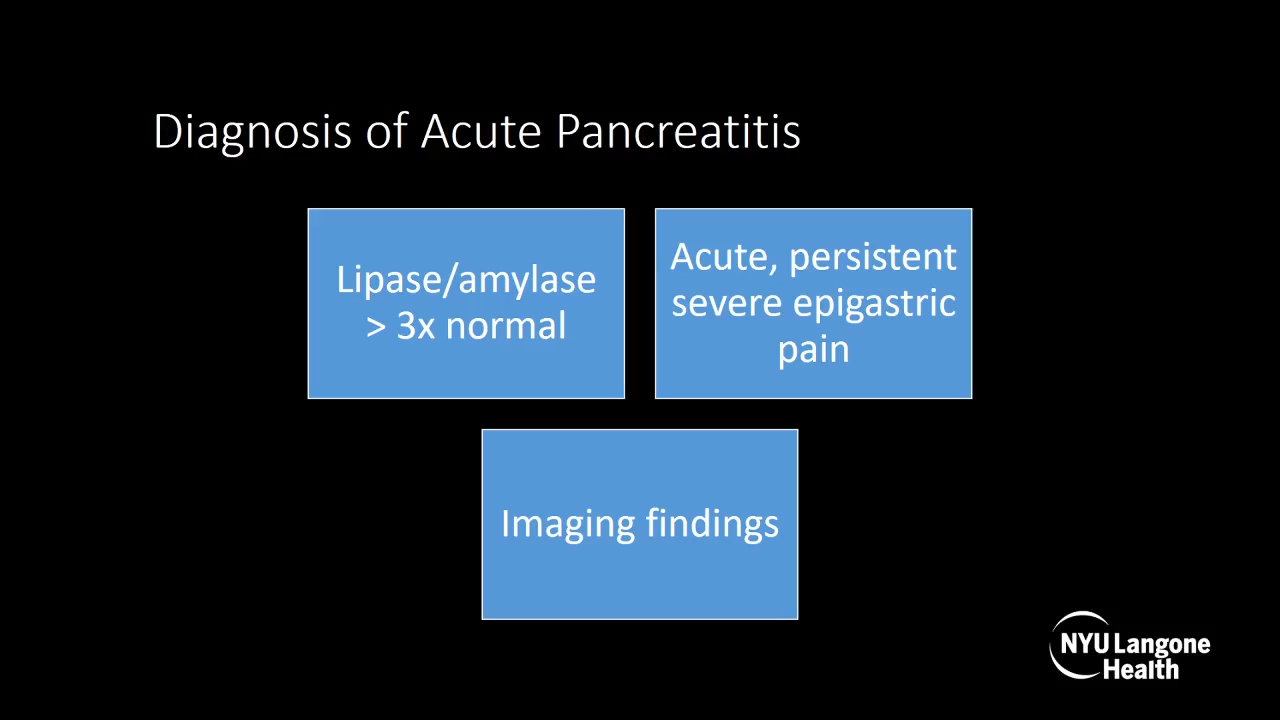 Diagnosis of Acute Pancreatitis
Lipase/amylase
> 3x normal
Acute, persistent
severe epigastric
pain
Imaging findings
NYU Langone
Health